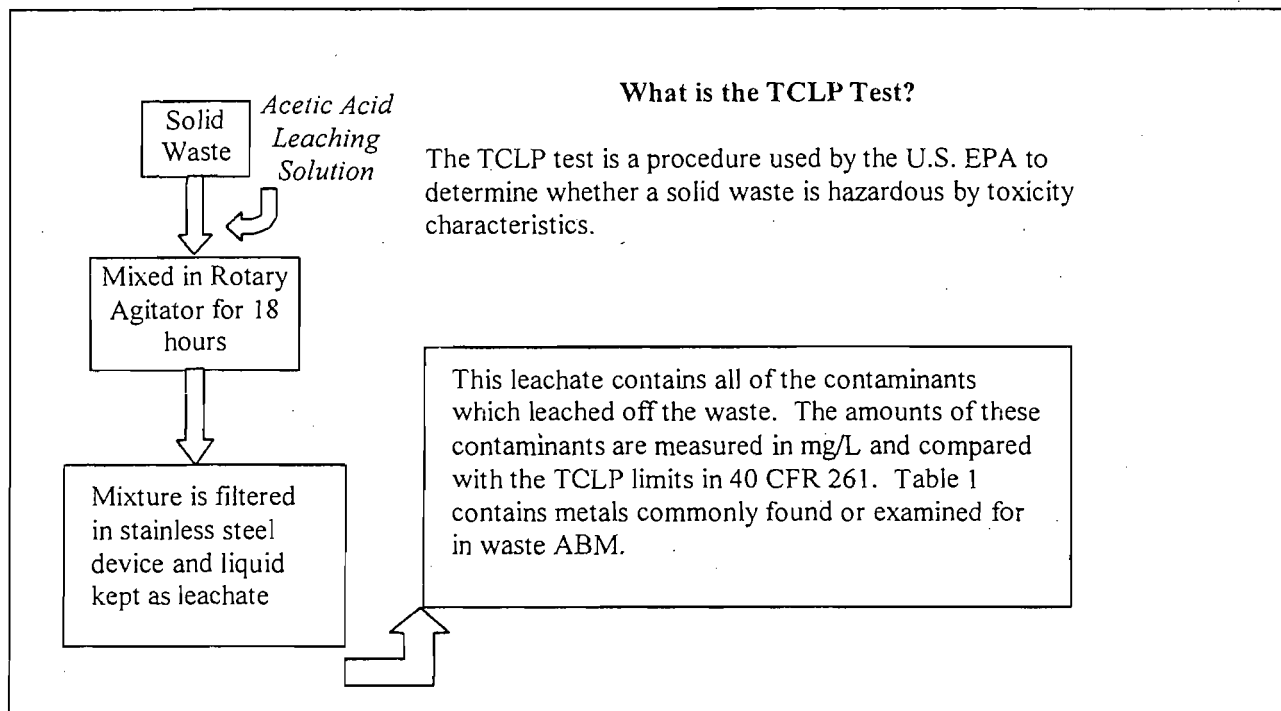 What is the TCLP Test?
The TCLP test is a procedure used by the U.S. EPA to
determine whether a solid waste is hazardous by toxicity
characteristics.
Solid
Waste
Acetic Acid
Leaching
Solution
Mixed in Rotary
Agitator for 18
hours
Mixture is filtered
in stainless steel
device and liquid
kept as leachate
This leachate contains all of the contaminants
which leached off the waste. The amounts of these
contaminants are measured in mg/L and compared
with the TCLP limits in 40 CFR 261. Table 1
contains metals commonly found or examined for
in waste ABM.